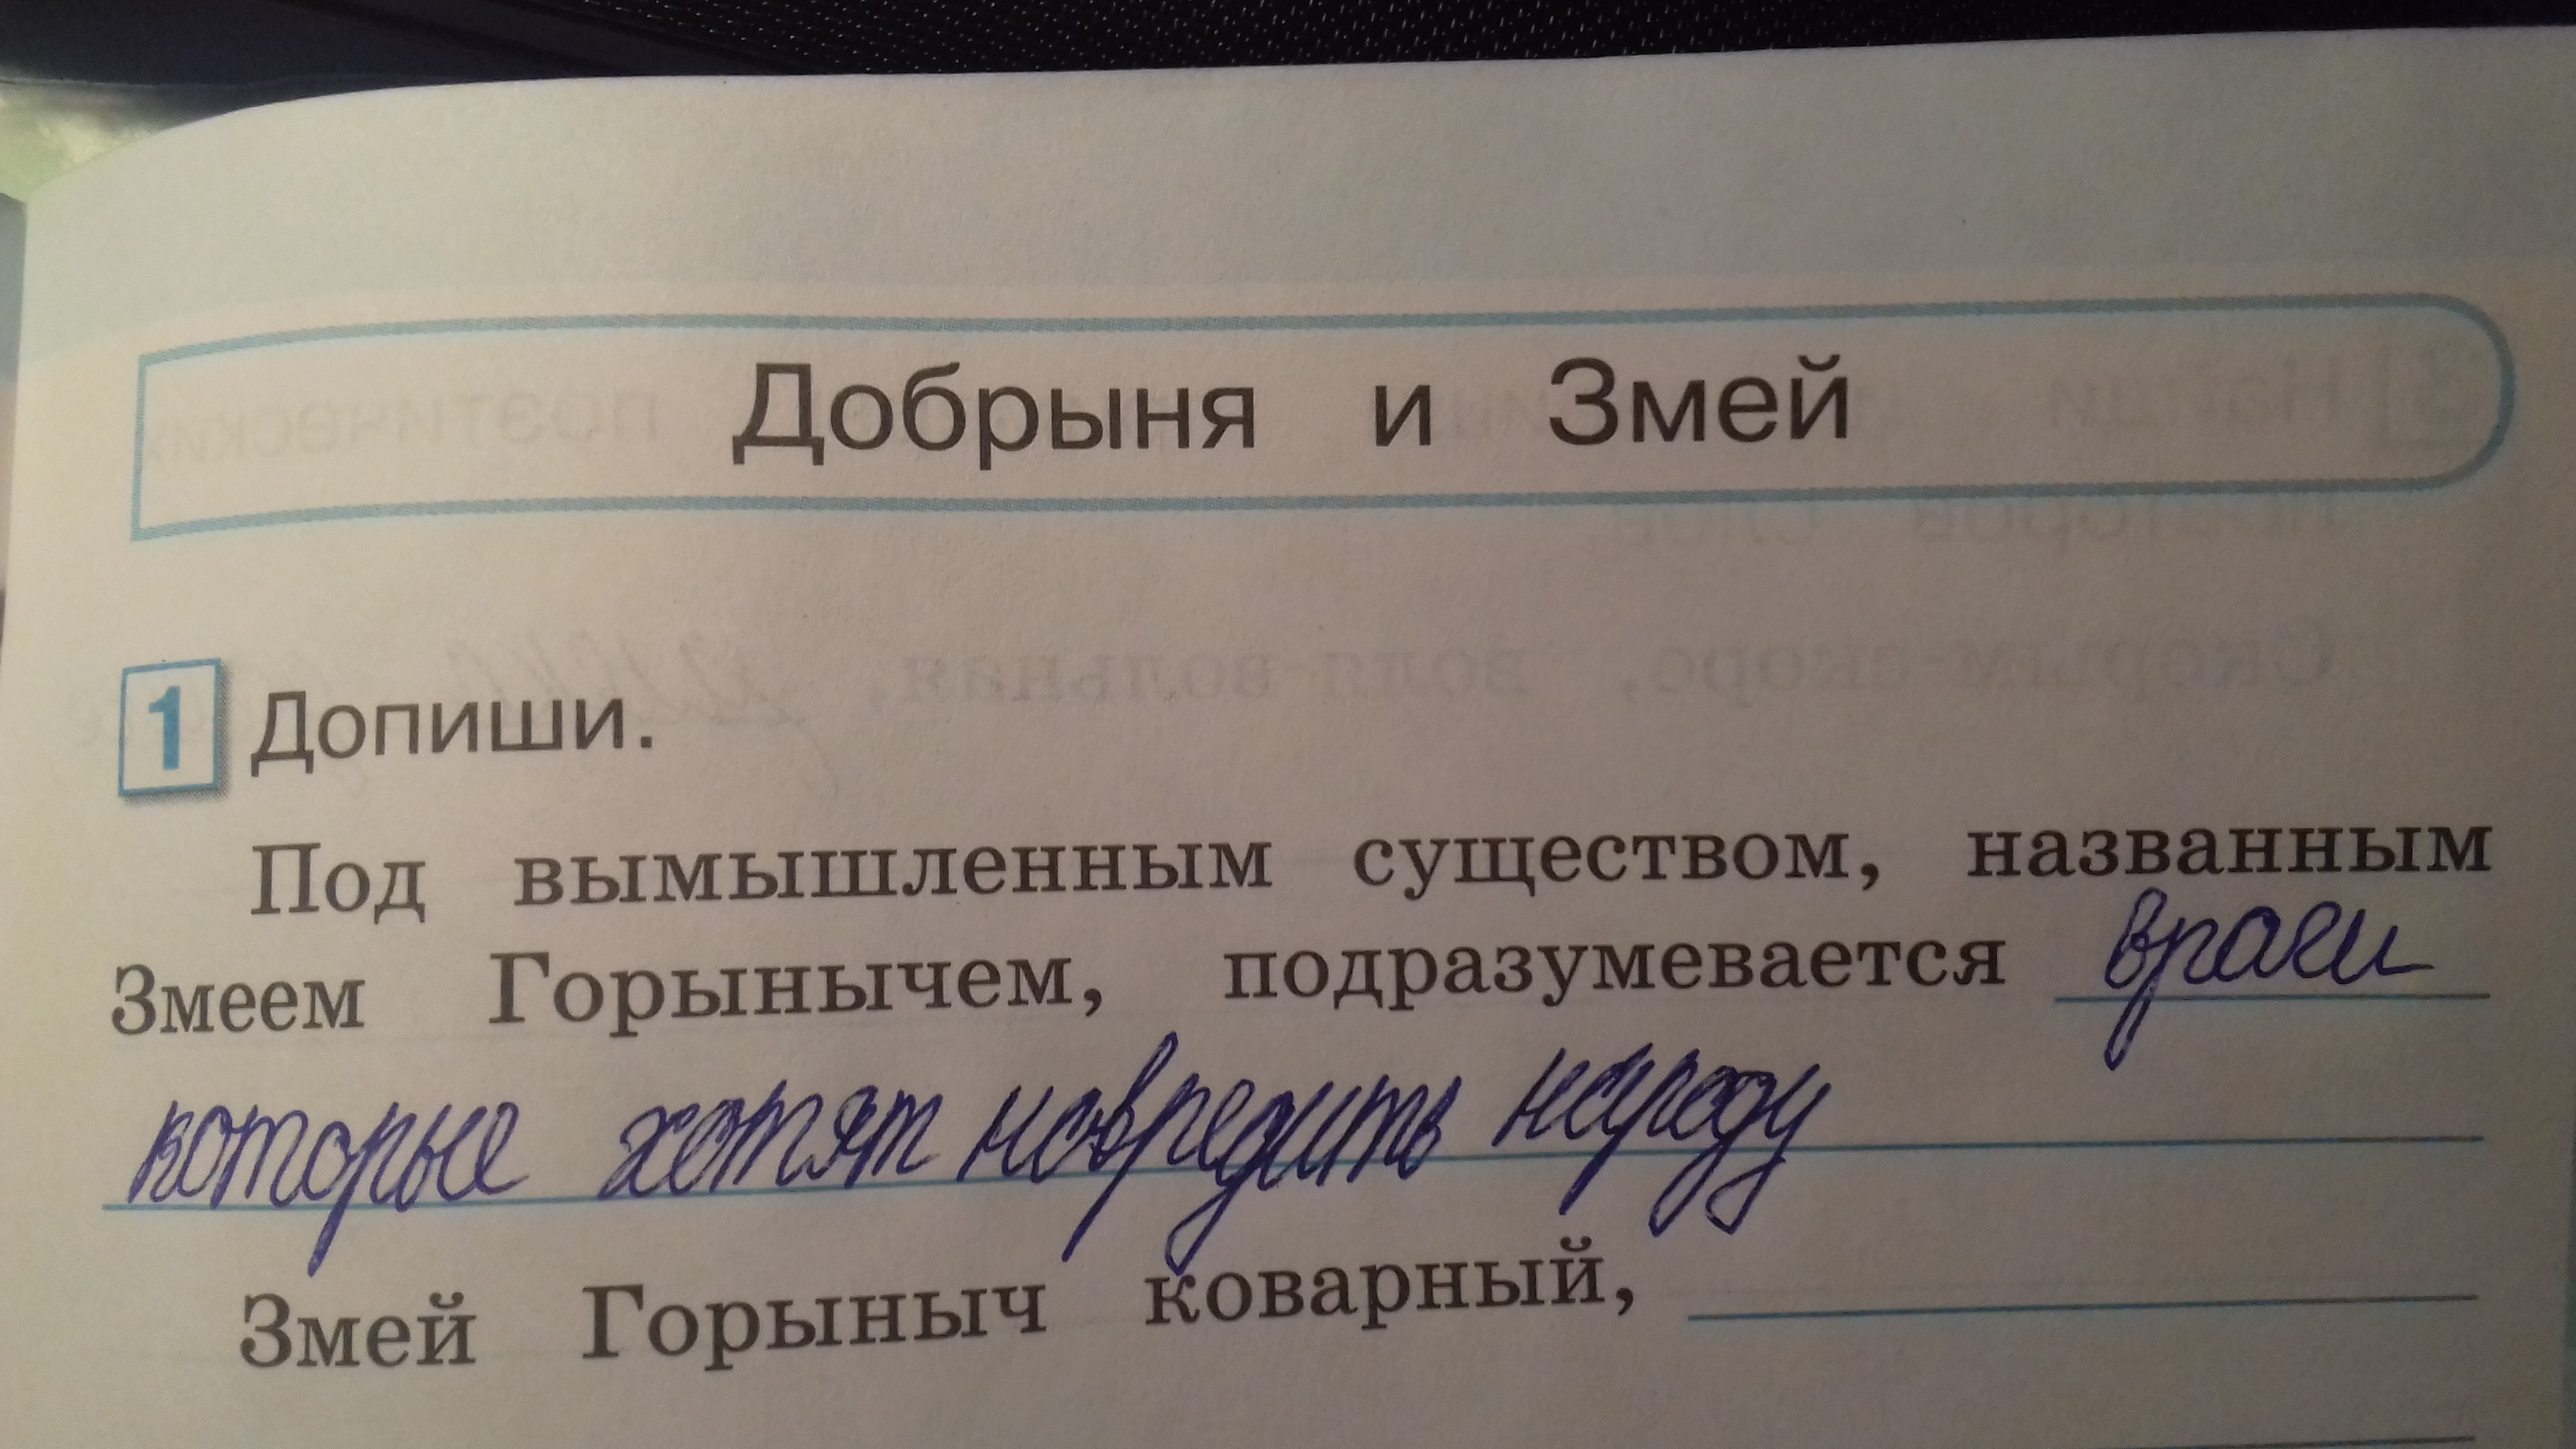 Добрыня и Змей
1 Допиши.
Под вымышленным существом, названным
Змеем Горынычем, подразумевается враги
которые хотят навредить народу
Змей Горыныч коварный,